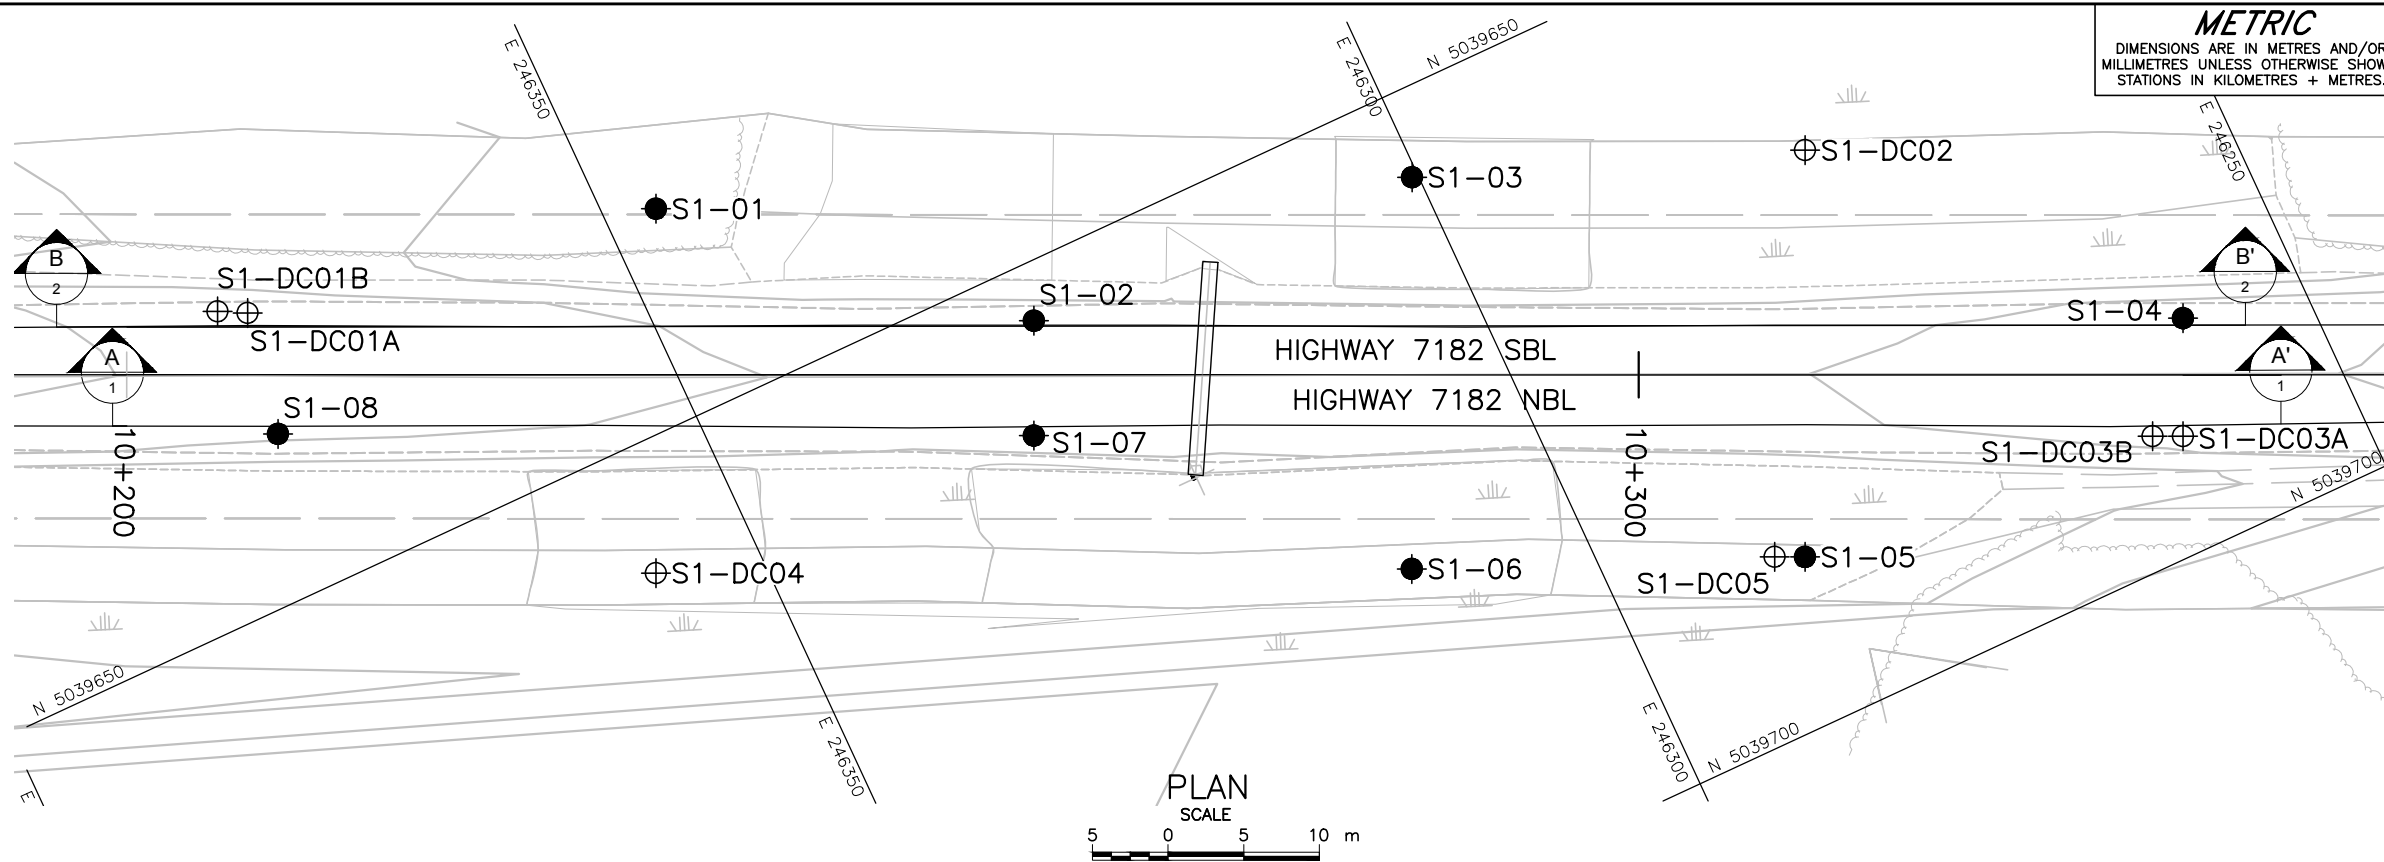 METRIC
DIMENSIONS ARE IN METRES AND/OR
MILLIMETRES UNLESS OTHERWISE SHOW
STATIONS IN KILOMETRES + METRES.
E 246350
E 246300
N 5039650
E 246250
S1-DC02
S1-03
S1-01
B
2
S1-DC01B
S1-DC01A
S1-02
B'
2
S1-04
A
1
HIGHWAY 7182 SBL
A'
1
HIGHWAY 7182 NBL
S1-08
S1-07
10+200
10+300
S1-DC03B
S1-DC03A
N 5039700
S1-DC04
S1-06
S1-05
S1-DC05
N 5039650
E 246350
E 246300
N 5039700
E
PLAN
SCALE
5 0 5 10 m